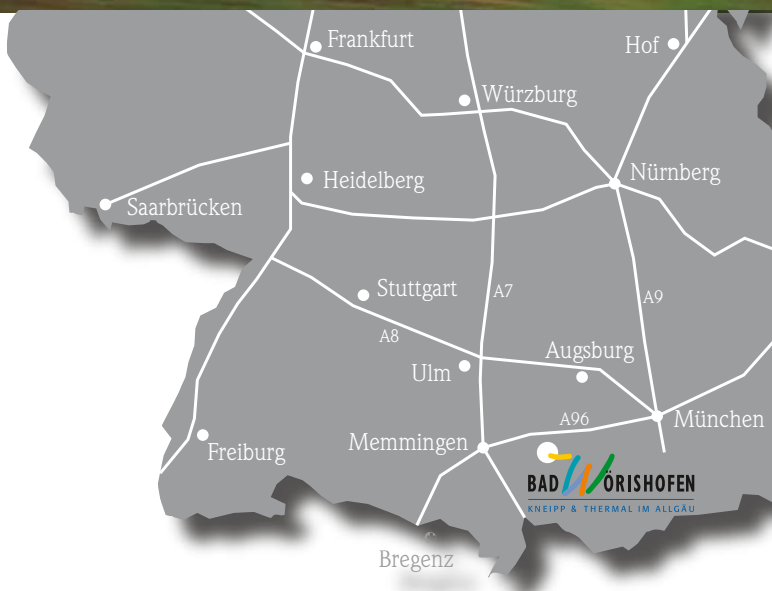 Frankfurt
Hof
Würzburg
Nürnberg
Heidelberg
Saarbrücken
Stuttgart
A7
A9
A8
Augsburg
Ulm
A96
München
Memmingen
Freiburg
BAD WÖRISHOFEN
KNEIPP & THERMAL IM ALLGÄU
Bregenz